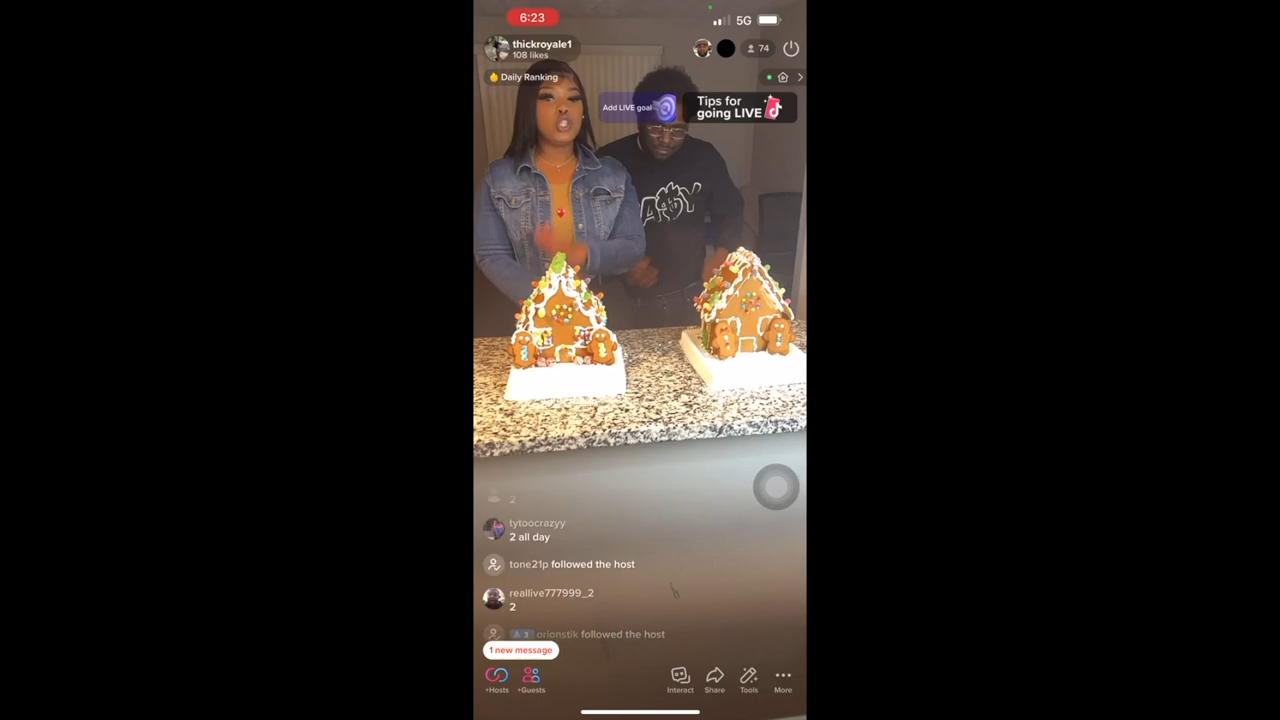 6:23
5G
thickroyale1
108 likes
74
Daily Ranking
Add LIVE goal
Tips for
going LIVE
2
tytoocrazyy
2 all day
tone21p followed the host
reallive777999_2
2
3 orionstik followed the host
1 new message
+Hosts
+Guests
Interact
Share
Tools
More